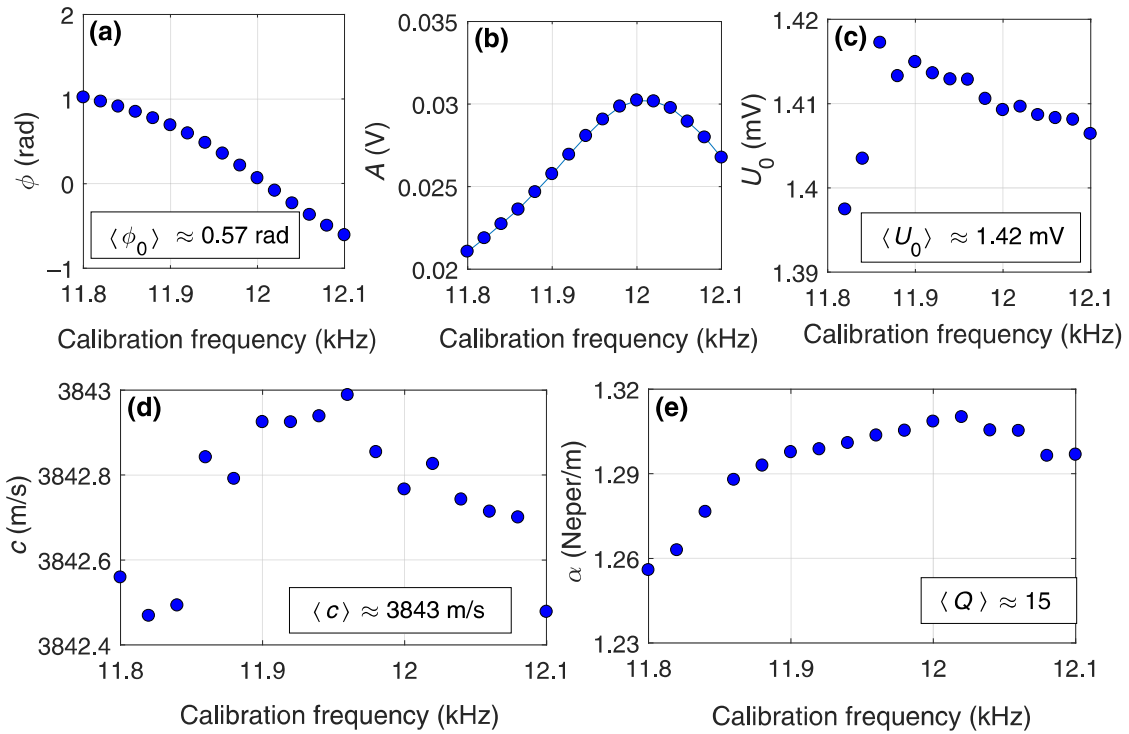 (a)
2
1
0
−1
ϕ (rad)
⟨ϕ0⟩ ≈ 0.57 rad
11.8 11.9 12 12.1
Calibration frequency (kHz)
(b)
0.035
0.03
0.025
0.02
A (V)
11.8 11.9 12 12.1
Calibration frequency (kHz)
(c)
1.42
1.41
1.4
1.39
U0 (mV)
⟨U0⟩ ≈ 1.42 mV
11.8 11.9 12 12.1
Calibration frequency (kHz)
(d)
3843
3842.8
3842.6
3842.4
c (m/s)
⟨c⟩ ≈ 3843 m/s
11.8 11.9 12 12.1
Calibration frequency (kHz)
(e)
1.32
1.29
1.26
1.23
α (Neper/m)
⟨Q⟩ ≈ 15
11.8 11.9 12 12.1
Calibration frequency (kHz)